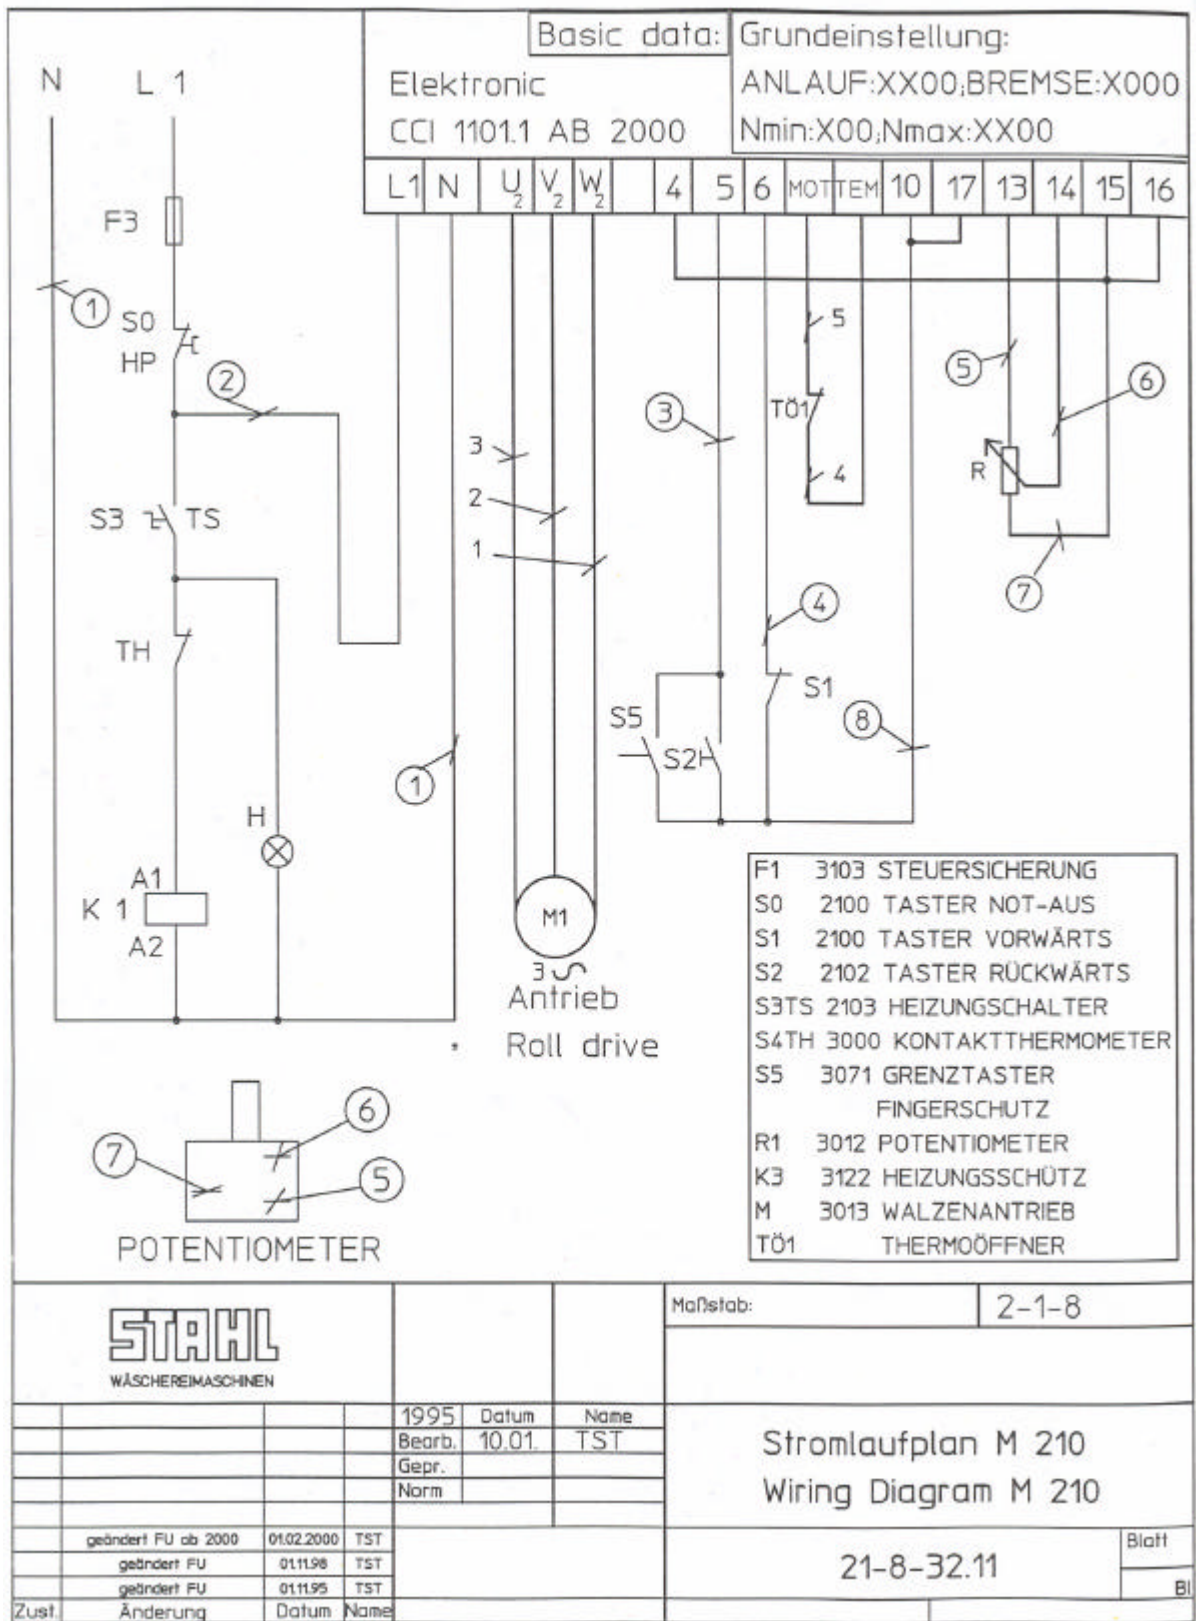 Basic data:
Grundeinstellung:
N
L 1
Elektronic
ANLAUF:XX00;BREMSE:X000
CCI 1101.1 AB 2000
Nmin:X00;Nmax:XX00
L1 N U2 V2 W2 4 5 6 MOT TEM 10 17 13 14 15 16
F3
1
S0
HP
2
5
5
6
3
TÖ1
3
R
4
2
S3 TS
1
7
4
TH
S1
S5
8
S2
1
H
A1
K 1
A2
M1
3
Antrieb
Roll drive
F1 3103 STEUERSICHERUNG
S0 2100 TASTER NOT-AUS
S1 2100 TASTER VORWÄRTS
S2 2102 TASTER RÜCKWÄRTS
S3TS 2103 HEIZUNGSCHALTER
S4TH 3000 KONTAKTTHERMOMETER
S5 3071 GRENZTASTER
FINGERSCHUTZ
R1 3012 POTENTIOMETER
K3 3122 HEIZUNGSSCHÜTZ
M 3013 WALZENANTRIEB
TÖ1 THERMOÖFFNER
6
7
5
POTENTIOMETER
STAHL
WÄSCHEREIMASCHINEN
Maßstab:
2-1-8
1995 Datum Name
Bearb. 10.01. TST
Gepr.
Norm
Stromlaufplan M 210
Wiring Diagram M 210
geändert FU ab 2000 01.02.2000 TST
geändert FU 01.11.98 TST
geändert FU 01.11.95 TST
Zust. Änderung Datum Name
21-8-32.11
Blatt
Bl